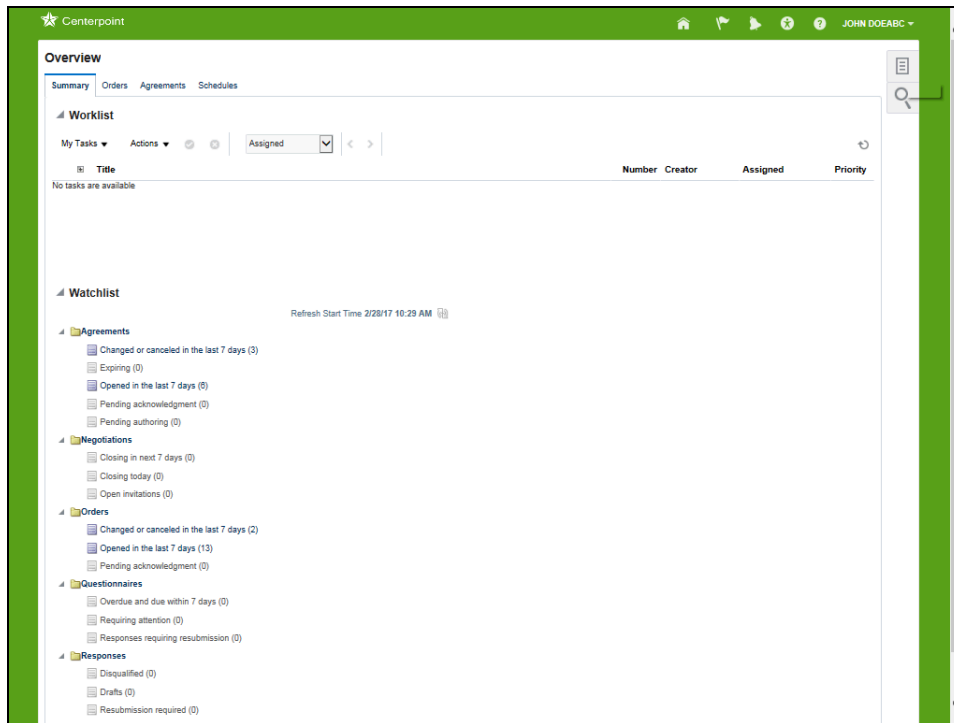 Centerpoint
JOHN DOEABC
Overview
Summary Orders Agreements Schedules
Worklist
My Tasks Actions Assigned
Title Number Creator Assigned Priority
No tasks are available
Watchlist
Refresh Start Time 2/28/17 10:29 AM
Agreements
Changed or canceled in the last 7 days (3)
Expiring (0)
Opened in the last 7 days (6)
Pending acknowledgment (0)
Pending authoring (0)
Negotiations
Closing in next 7 days (0)
Closing today (0)
Open invitations (0)
Orders
Changed or canceled in the last 7 days (2)
Opened in the last 7 days (13)
Pending acknowledgment (0)
Questionnaires
Overdue and due within 7 days (0)
Requiring attention (0)
Responses requiring resubmission (0)
Responses
Disqualified (0)
Drafts (0)
Resubmission required (0)